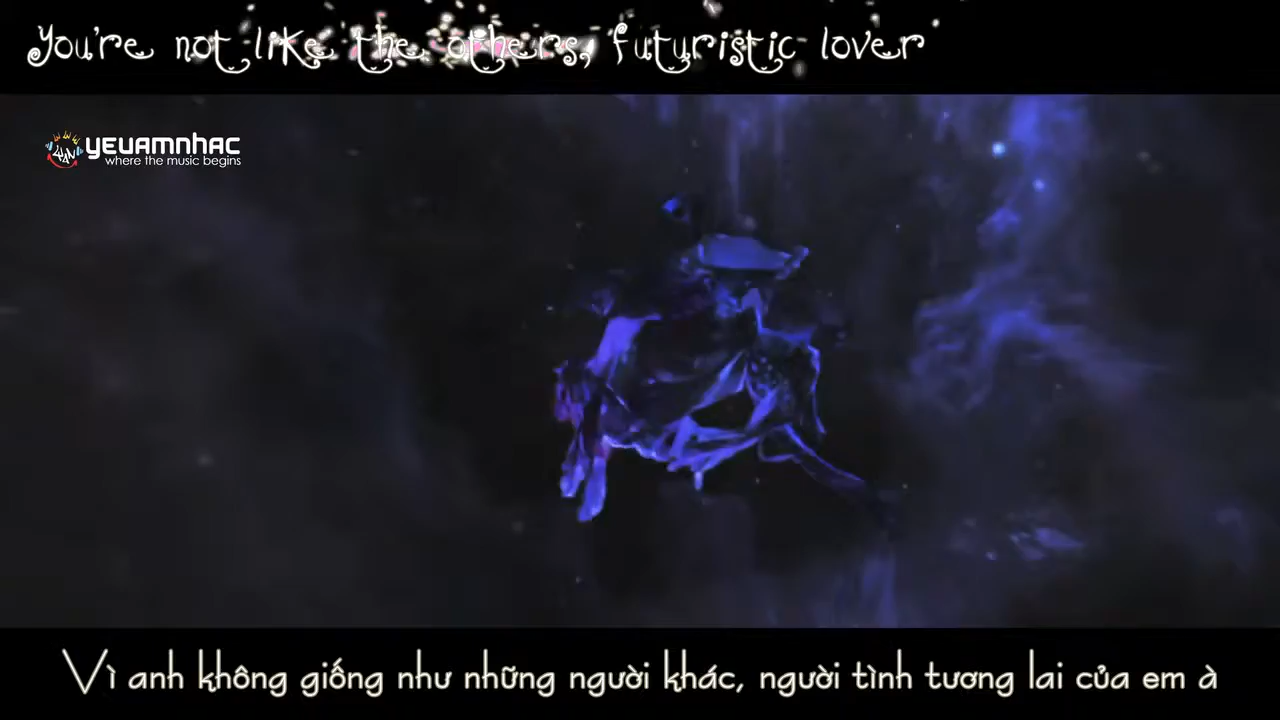 You're not like the others, futuristic lover
YEUAMNHAC
where the music begins
Vì anh không giống như những người khác, người tình tương lai của em à